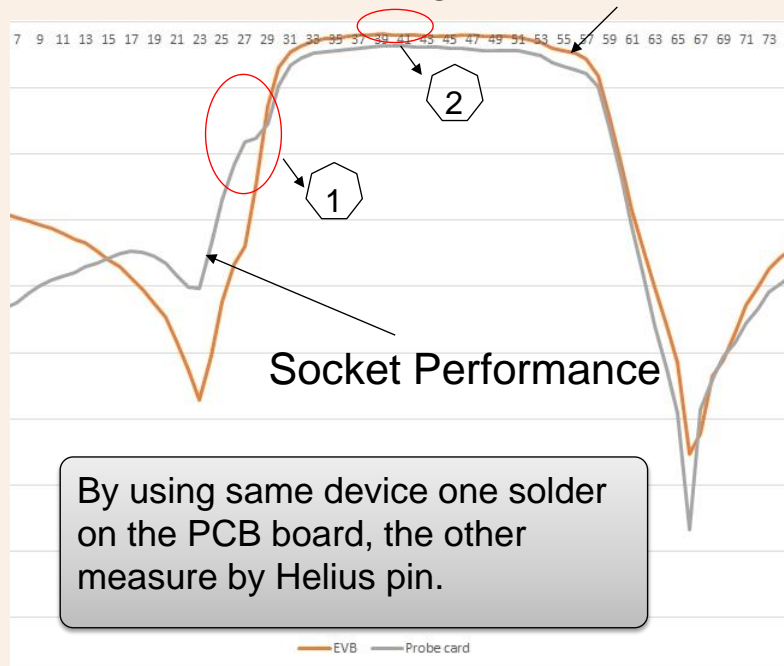 7 9 11 13 15 17 19 21 23 25 27 29 31 33 35 37 39 41 43 45 47 49 51 53 55 57 59 61 63 65 67 69 71 73
2
1
Socket Performance
By using same device one solder
on the PCB board, the other
measure by Helius pin.
EVB Probe card